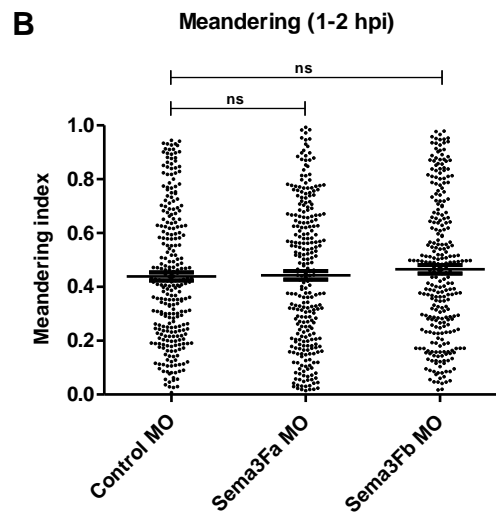 B
Meandering (1-2 hpi)
ns
ns
1.0
0.8
0.6
0.4
0.2
0.0
Meandering index
Control MO
Sema3Fa MO
Sema3Fb MO